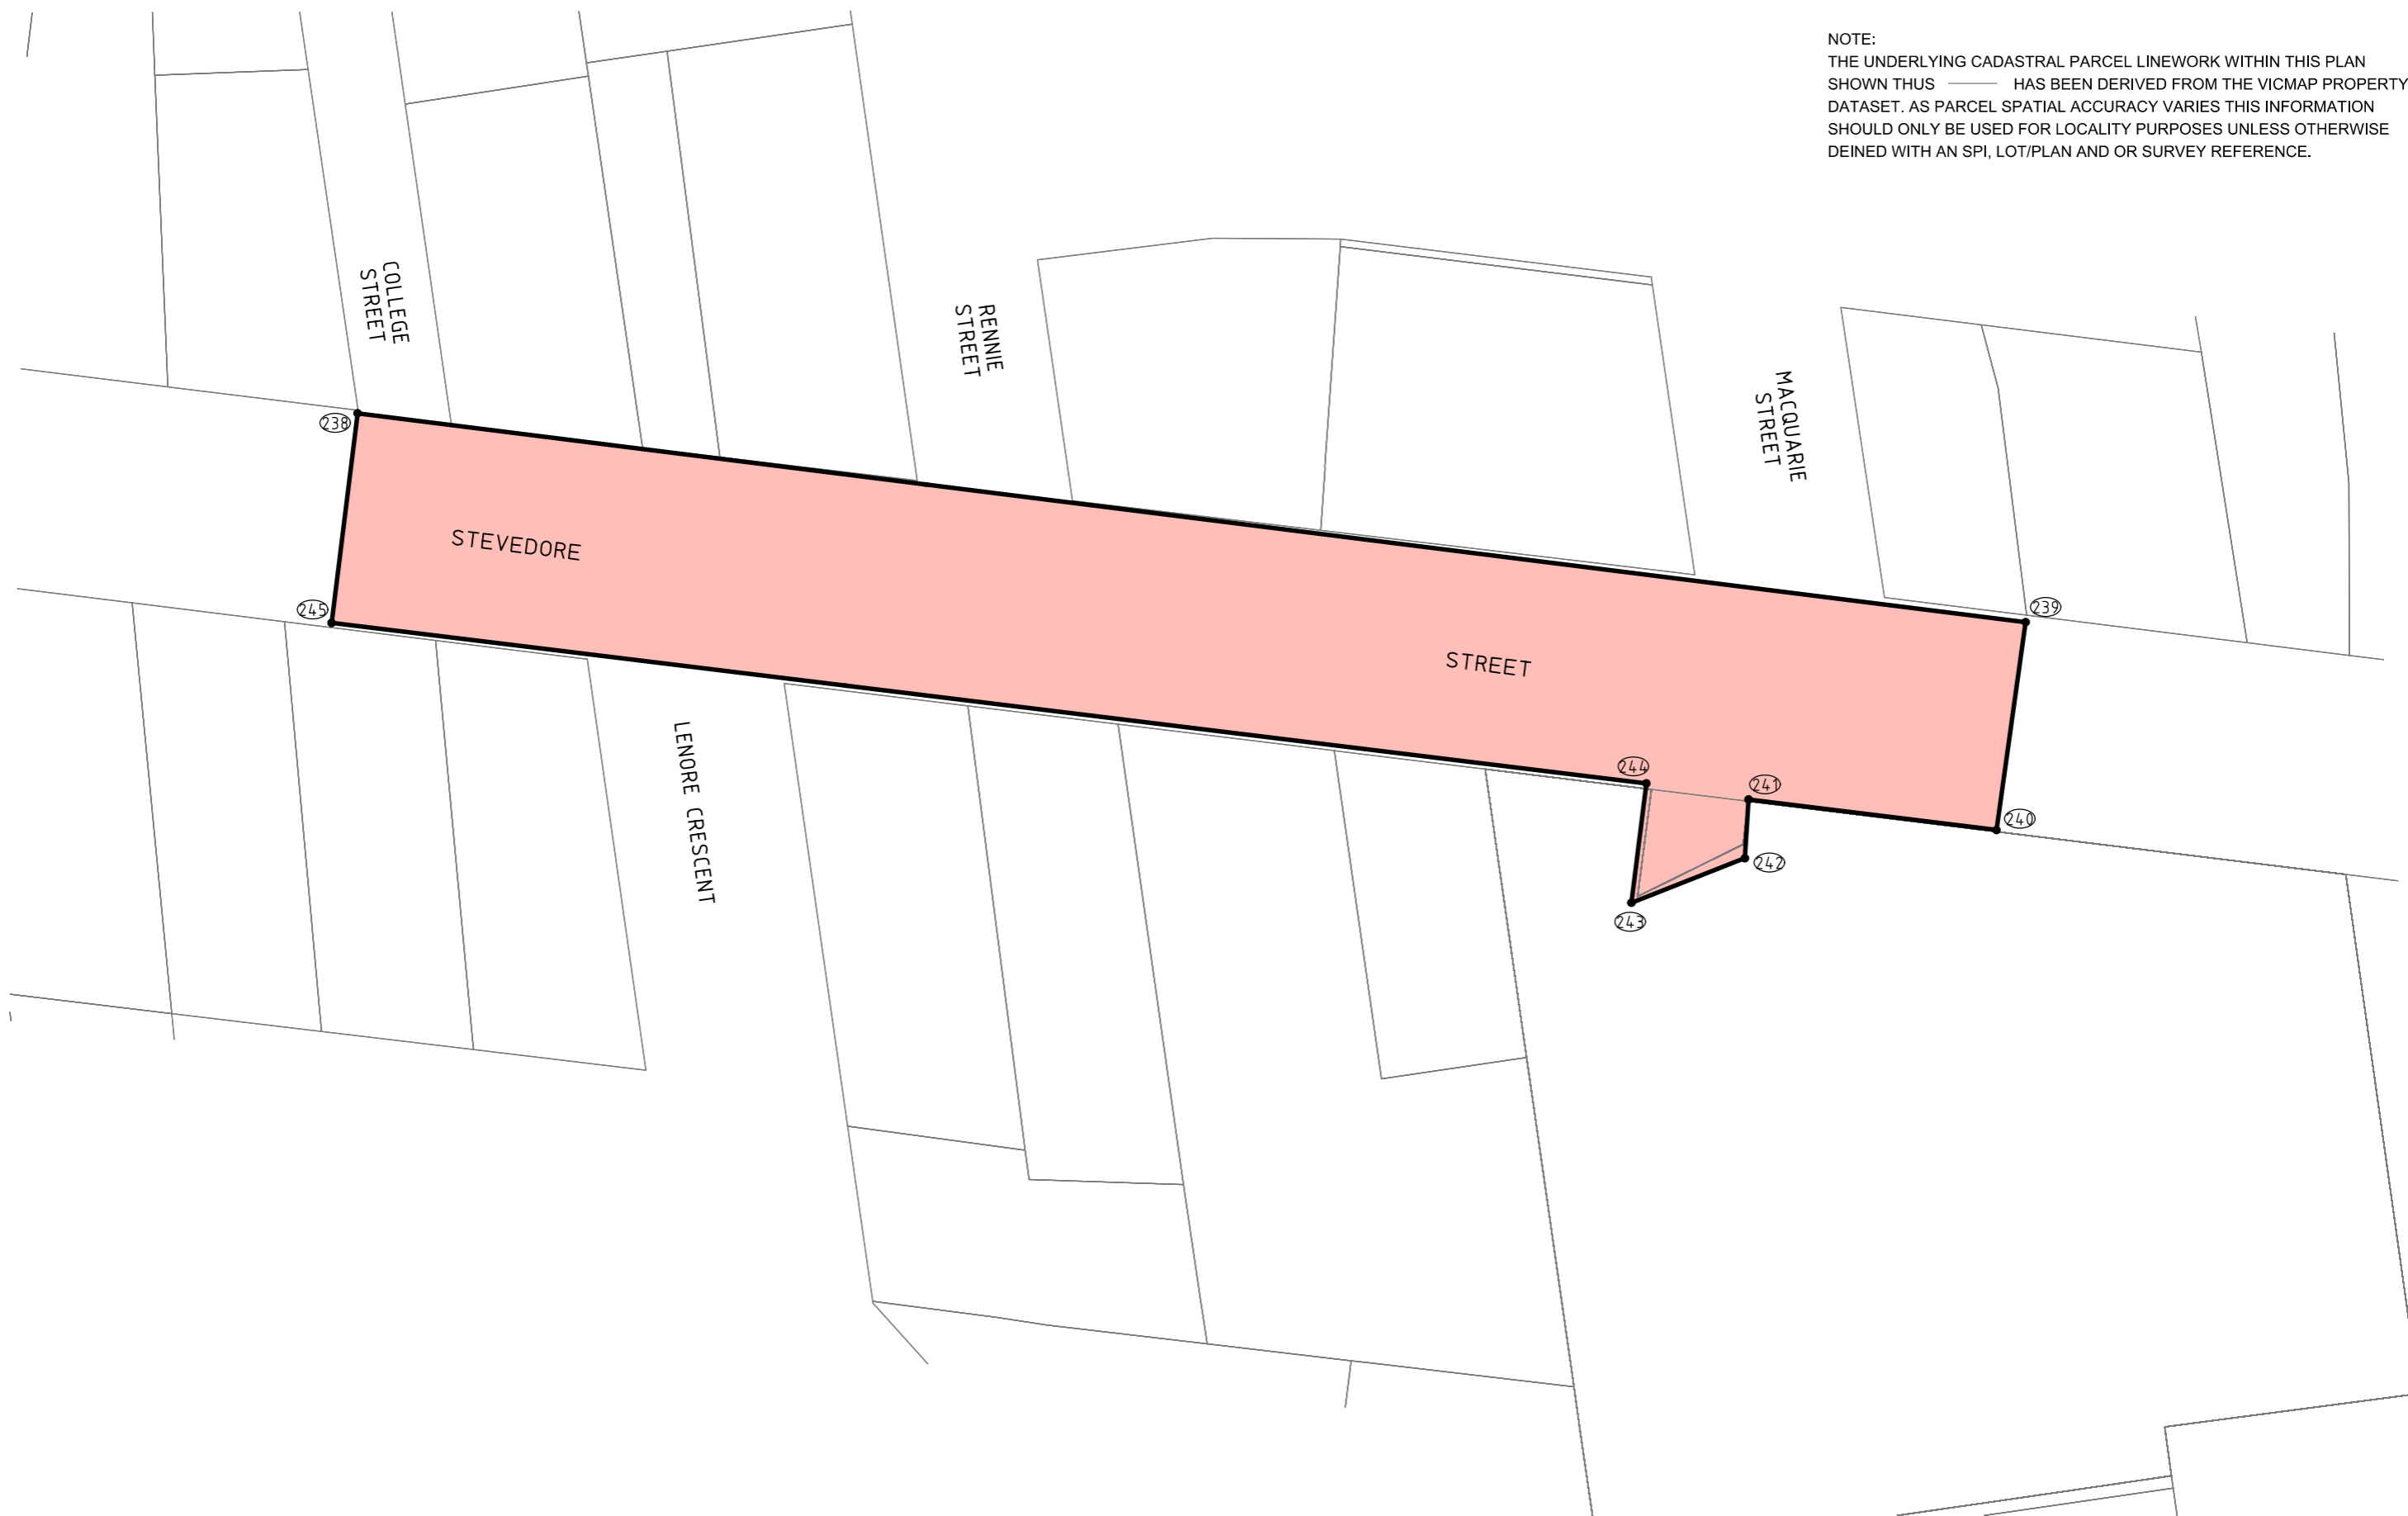 NOTE:
THE UNDERLYING CADASTRAL PARCEL LINEWORK WITHIN THIS PLAN
SHOWN THUS HAS BEEN DERIVED FROM THE VICMAP PROPERTY
DATASET. AS PARCEL SPATIAL ACCURACY VARIES THIS INFORMATION
SHOULD ONLY BE USED FOR LOCALITY PURPOSES UNLESS OTHERWISE
DEINED WITH AN SPI, LOT/PLAN AND OR SURVEY REFERENCE.
COLLEGE
STREET
RENNIE
STREET
MACQUARIE
STREET
238
STEVEDORE
245
239
STREET
LENORE CRESCENT
244
241
240
242
243